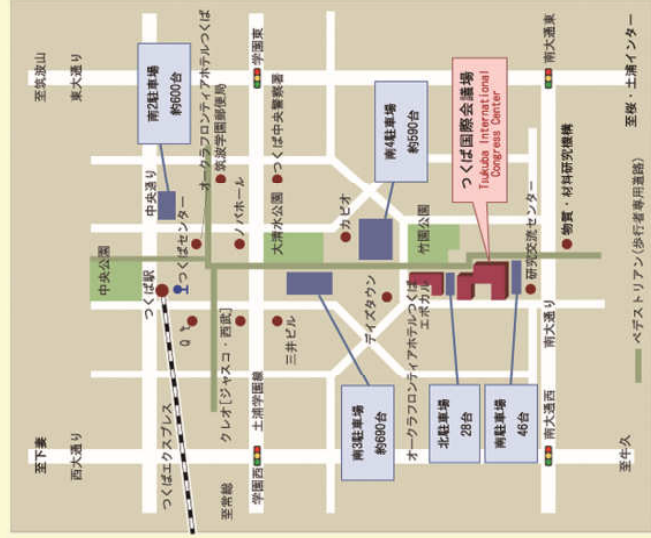 至筑波山
東大通り
南2駐車場
約600台
オークラフロンティアホテルつくば
筑波学園郵便局
学園東
つくば中央警察署
南4駐車場
約590台
つくば国際会議場
Tsukuba International
Congress Center
南大通東
至桜・土浦インター
中央通り
中央公園
つくば駅
つくばセンター
ノバホール
大清水公園
カピオ
竹園公園
研究交流センター
物質・材料研究機構
Q't
クレオ[ジャスコ・西武]
三井ビル
デイズタウン
オークラフロンティアホテルつくば
エポカル
南大通り
ペデストリアン(歩行者専用道路)
至下妻
西大通り
つくばエクスプレス
至常総
学園西
土浦学園線
南3駐車場
約690台
北駐車場
28台
南駐車場
46台
南大通西
南大通り
至牛久